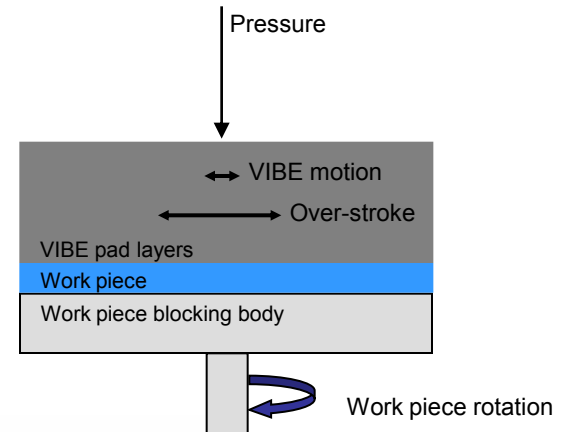 Pressure
VIBE motion
Over-stroke
VIBE pad layers
Work piece
Work piece blocking body
Work piece rotation